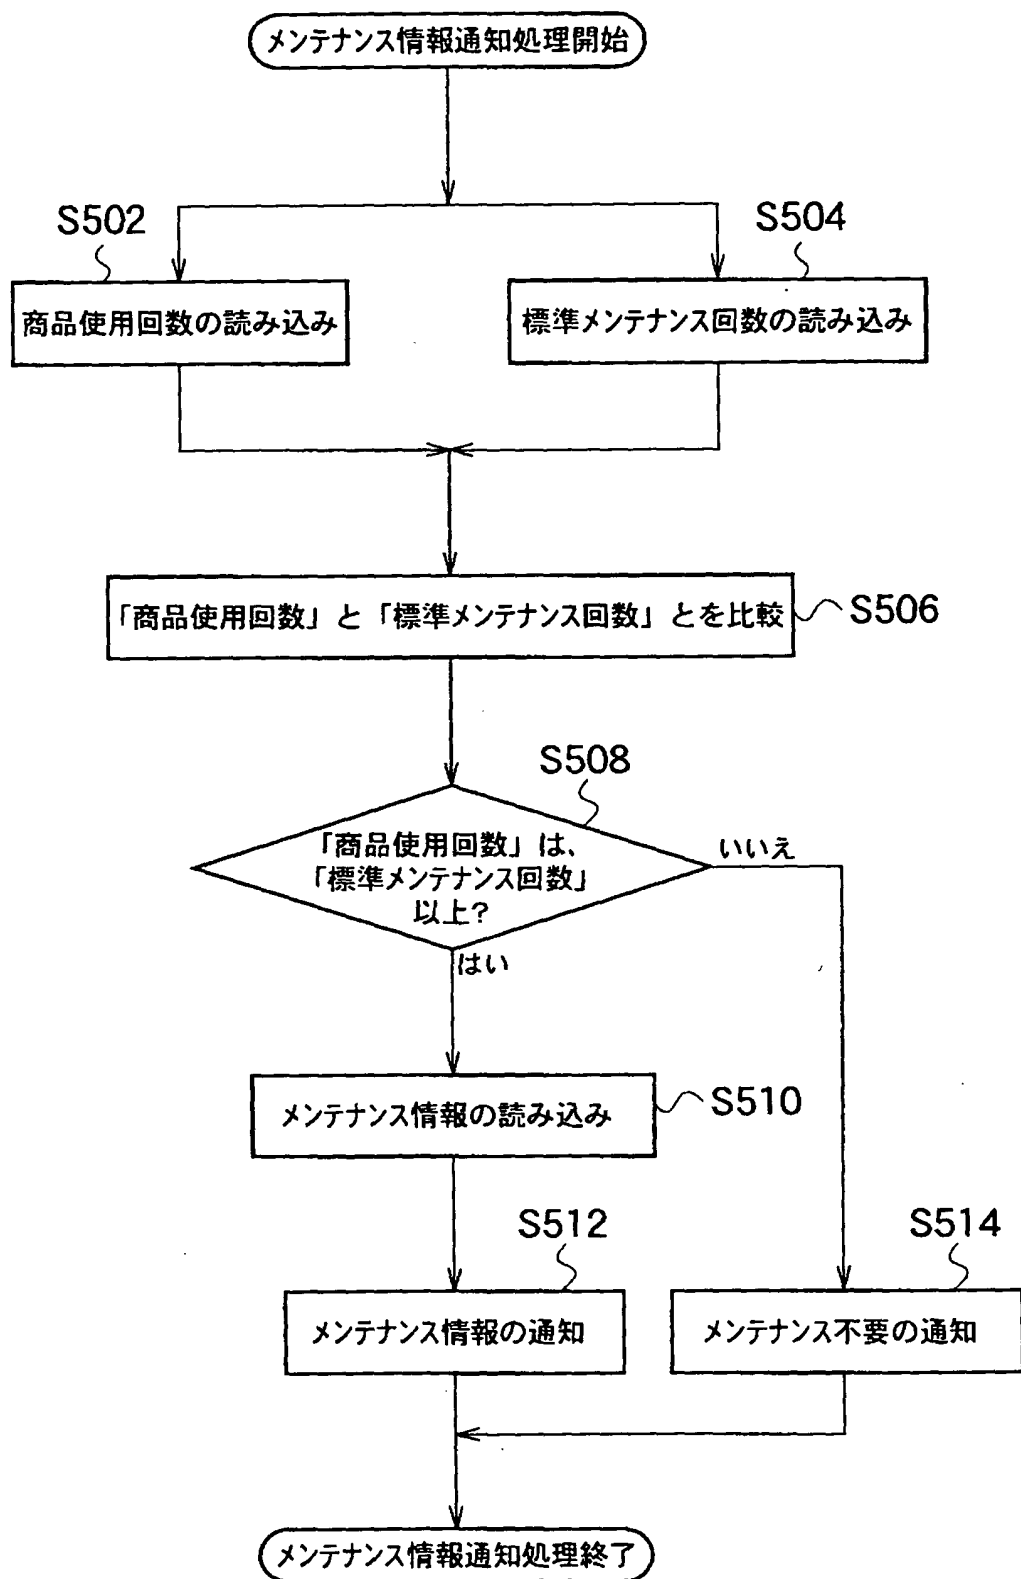 メンテナンス情報通知処理開始
S502
S504
商品使用回数の読み込み
標準メンテナンス回数の読み込み
「商品使用回数」と「標準メンテナンス回数」とを比較
S506
S508
「商品使用回数」は、
「標準メンテナンス回数」
以上?
いいえ
はい
メンテナンス情報の読み込み
S510
S512
S514
メンテナンス情報の通知
メンテナンス不要の通知
メンテナンス情報通知処理終了